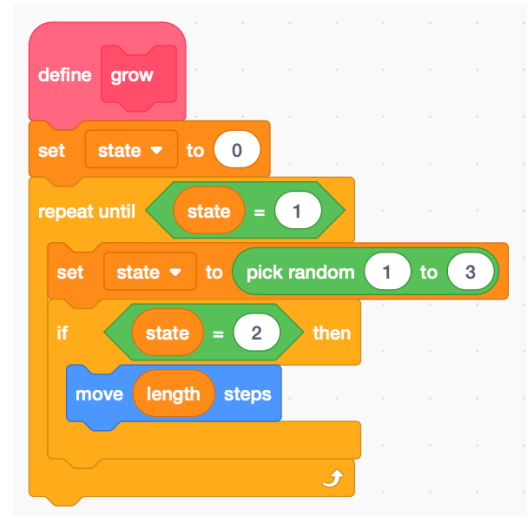 define grow
set state to 0
repeat until state = 1
set state to pick random 1 to 3
if state = 2 then
move length steps